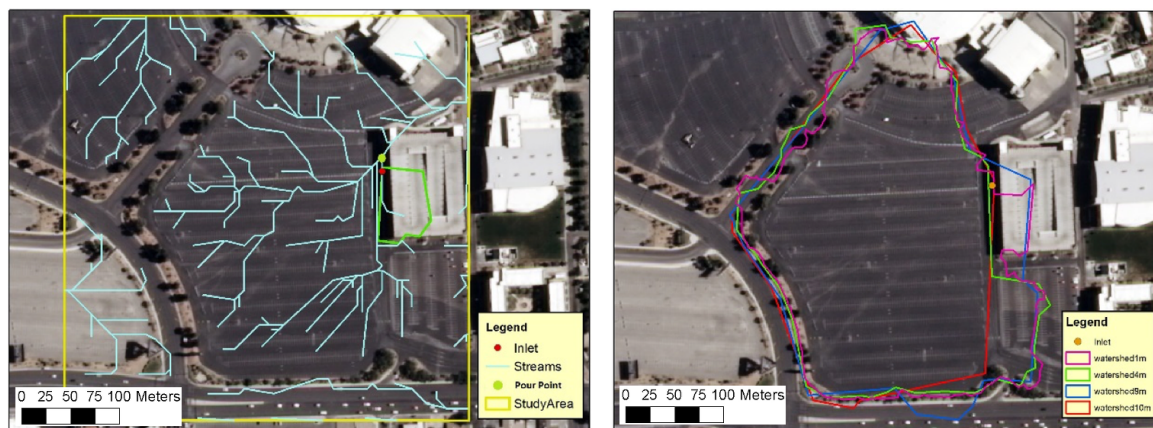 Legend
Inlet
Streams
Pour Point
StudyArea
0 25 50 75 100 Meters
Legend
Inlet
watershed1m
watershed4m
watershed9m
watershed10m
0 25 50 75 100 Meters